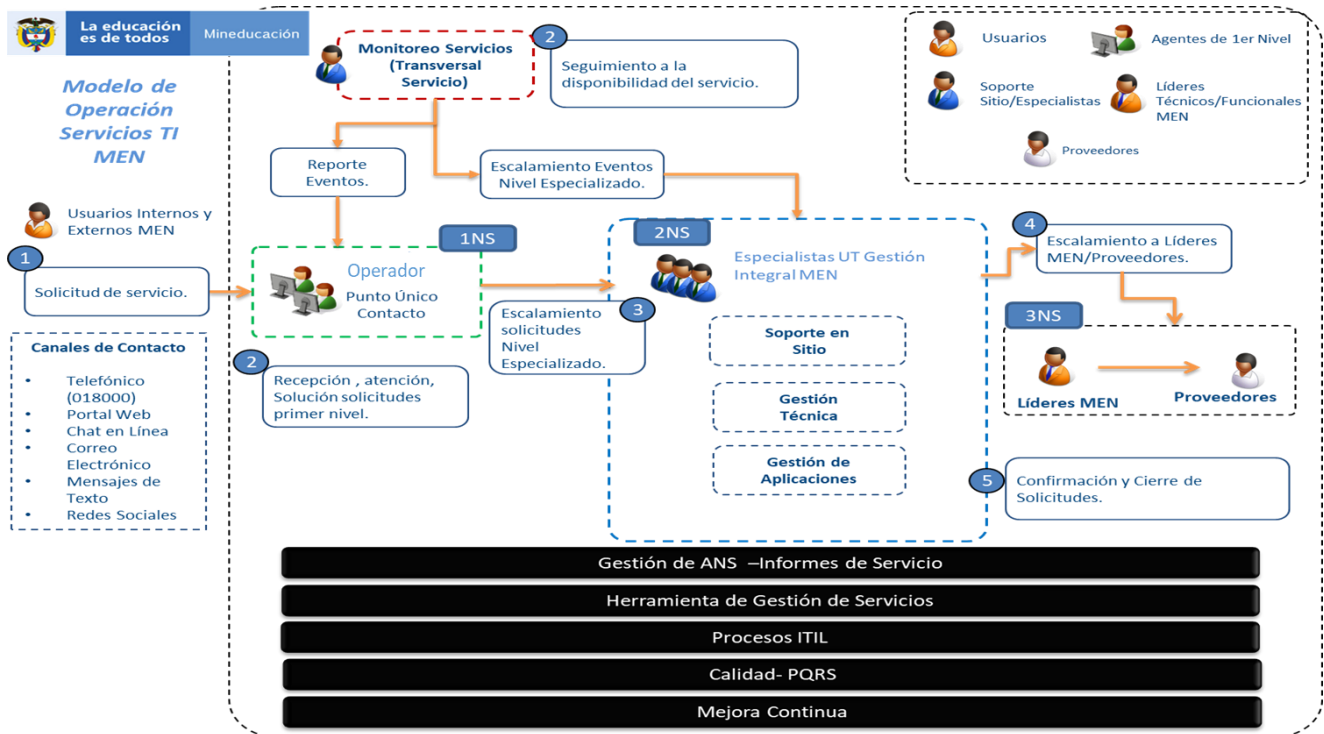 La educación
es de todos
Mineducación
Modelo de
Operación
Servicios TI
MEN
Monitoreo Servicios
(Transversal
Servicio)
2
Seguimiento a la
disponibilidad del servicio.
Usuarios
Agentes de 1er Nivel
Soporte
Sitio/Especialistas
Líderes
Técnicos/Funcionales
MEN
Proveedores
Reporte
Eventos.
Escalamiento Eventos
Nivel Especializado.
Usuarios Internos y
Externos MEN
1
Solicitud de servicio.
Canales de Contacto
• Telefónico
(018000)
• Portal Web
• Chat en Línea
• Correo
Electrónico
• Mensajes de
Texto
• Redes Sociales
1NS
Operador
Punto Único
Contacto
2
Recepción , atención,
Solución solicitudes
primer nivel.
3
Escalamiento
solicitudes
Nivel
Especializado.
2NS
Especialistas UT Gestión
Integral MEN
Soporte en
Sitio
Gestión
Técnica
Gestión de
Aplicaciones
4
Escalamiento a Líderes
MEN/Proveedores.
3NS
Líderes MEN
Proveedores
5
Confirmación y Cierre de
Solicitudes.
Gestión de ANS –Informes de Servicio
Herramienta de Gestión de Servicios
Procesos ITIL
Calidad- PQRS
Mejora Continua